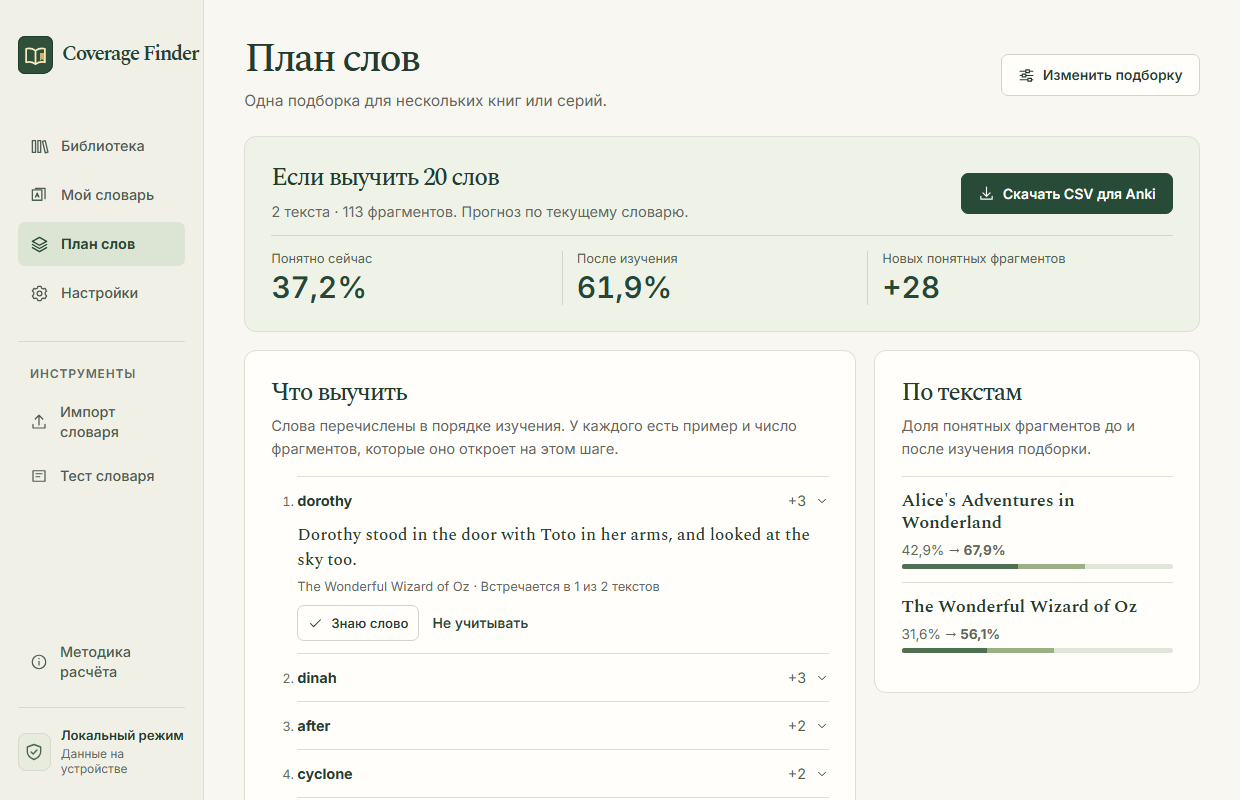 Coverage Finder
Библиотека
Мой словарь
План слов
Настройки
ИНСТРУМЕНТЫ
Импорт
словаря
Тест словаря
Методика
расчёта
Локальный режим
Данные на
устройстве
План слов
Одна подборка для нескольких книг или серий.
Изменить подборку
Если выучить 20 слов
2 текста · 113 фрагментов. Прогноз по текущему словарю.
Скачать CSV для Anki
Понятно сейчас
37,2%
После изучения
61,9%
Новых понятных фрагментов
+28
Что выучить
Слова перечислены в порядке изучения. У каждого есть пример и число
фрагментов, которые оно откроет на этом шаге.
1. dorothy +3
Dorothy stood in the door with Toto in her arms, and looked at the
sky too.
The Wonderful Wizard of Oz · Встречается в 1 из 2 текстов
Знаю слово Не учитывать
2. dinah +3
3. after +2
4. cyclone +2
По текстам
Доля понятных фрагментов до и
после изучения подборки.
Alice's Adventures in
Wonderland
42,9% → 67,9%
The Wonderful Wizard of Oz
31,6% → 56,1%